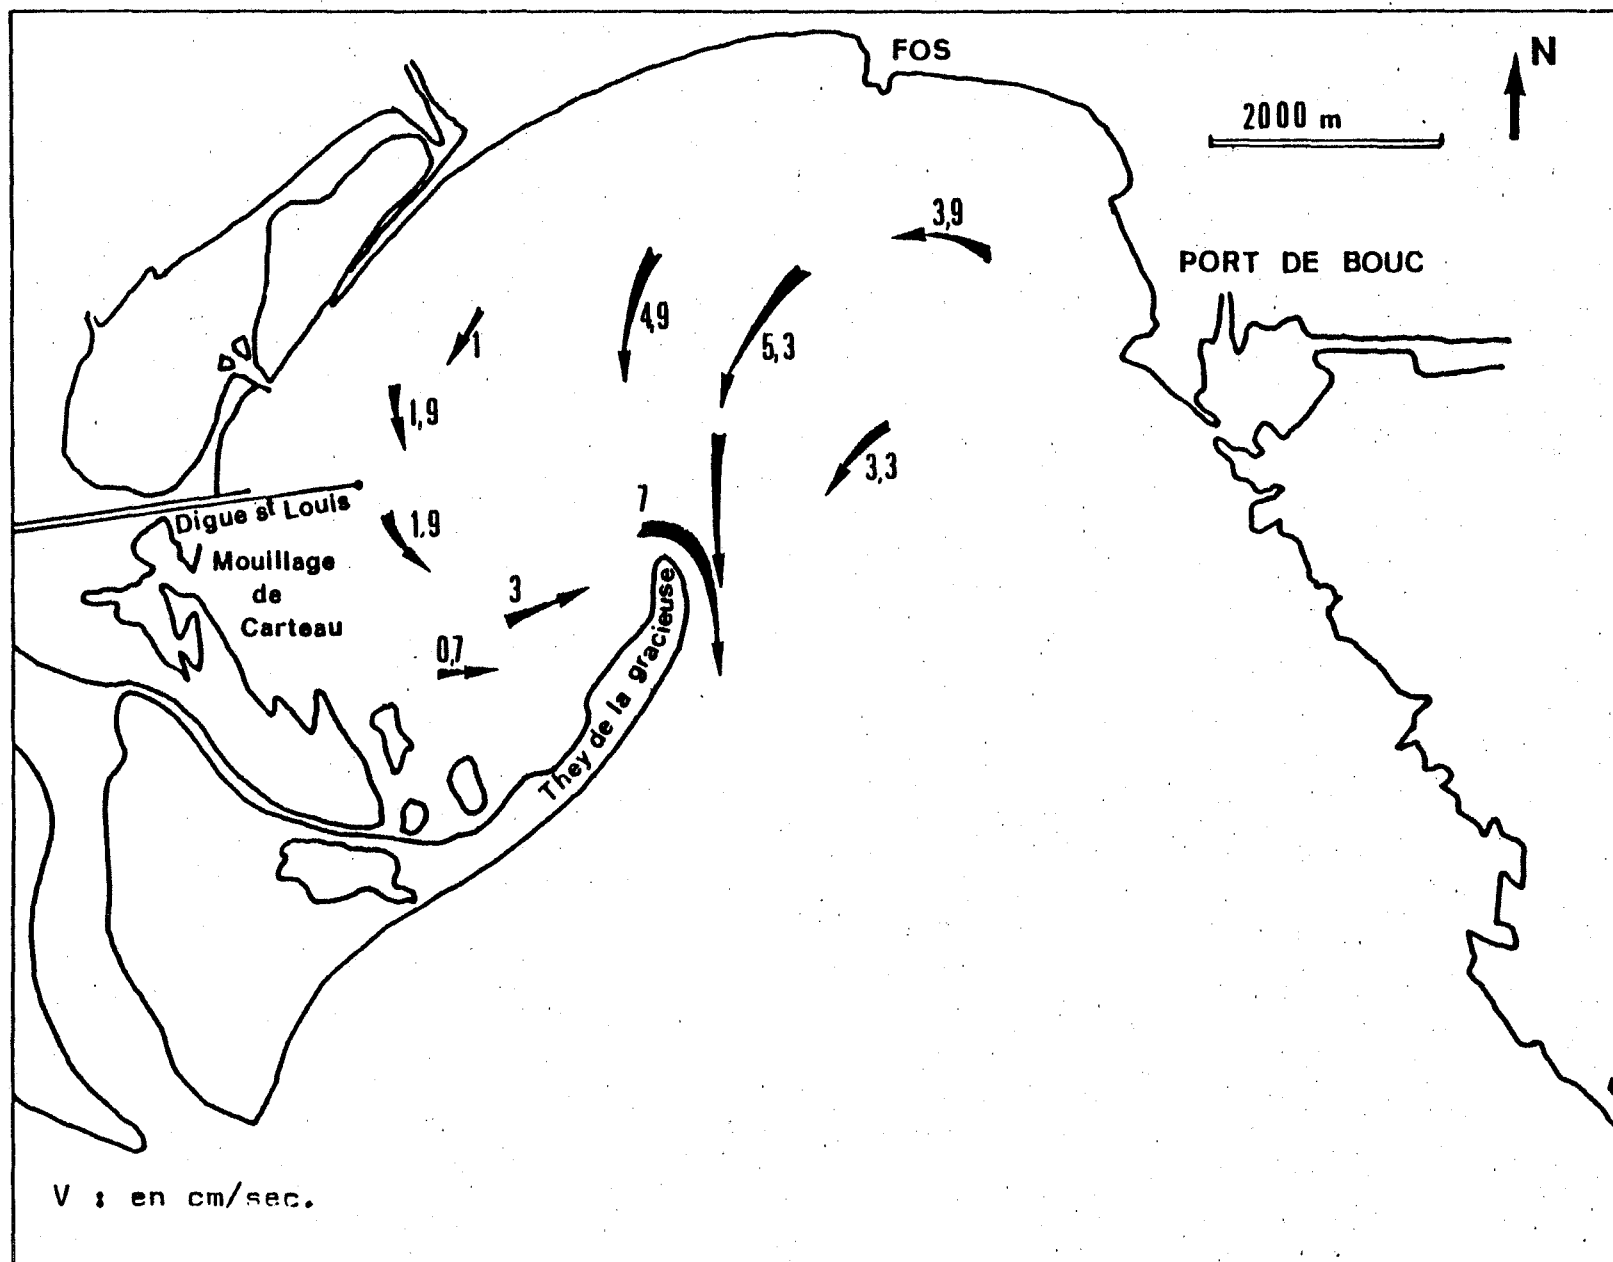 FOS
N
2000 m
3,9
PORT DE BOUC
4,9
1
5,3
1,9
3,3
7
Digue st Louis
1.9
Mouillage
de
Carteau
3
0,7
They de la gracieuse
V : en cm/sec.